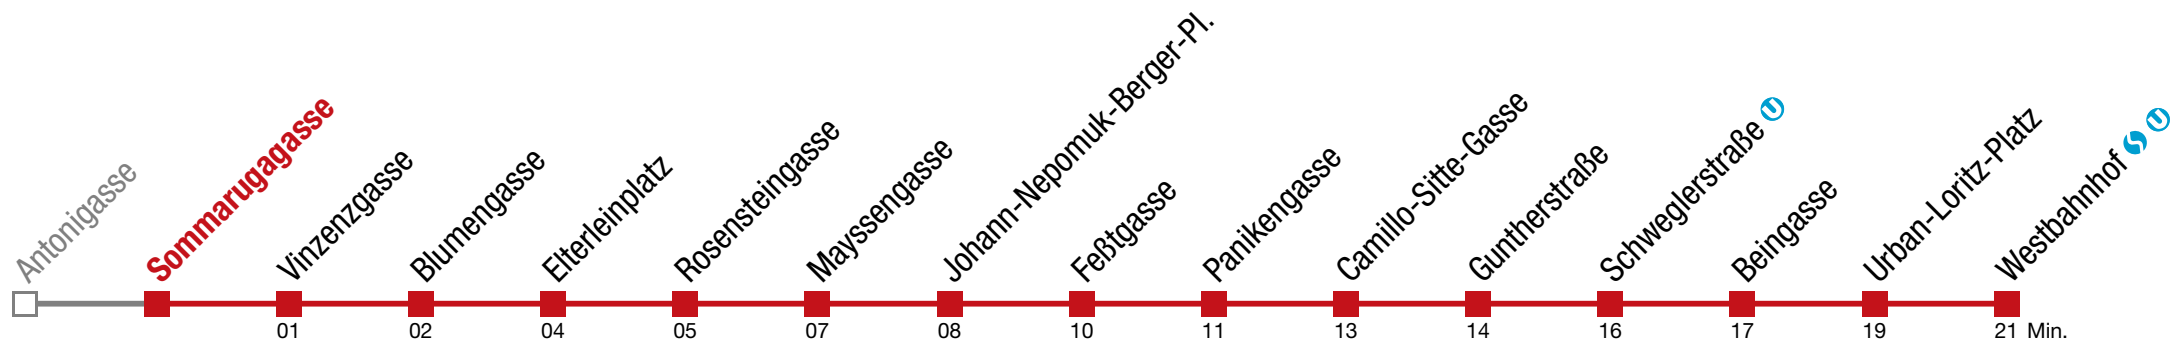 Antonigasse
Sommarugagasse
Vinzenzgasse
Blumengasse
Elterleinplatz
Rosensteingasse
Mayssengasse
Johann-Nepomuk-Berger-Pl.
Feßtgasse
Panikengasse
Camillo-Sitte-Gasse
Guntherstraße
Schweglerstraße U
Beingasse
Urban-Loritz-Platz
Westbahnhof S U
01 02 04 05 07 08 10 11 13 14 16 17 19 21 Min.